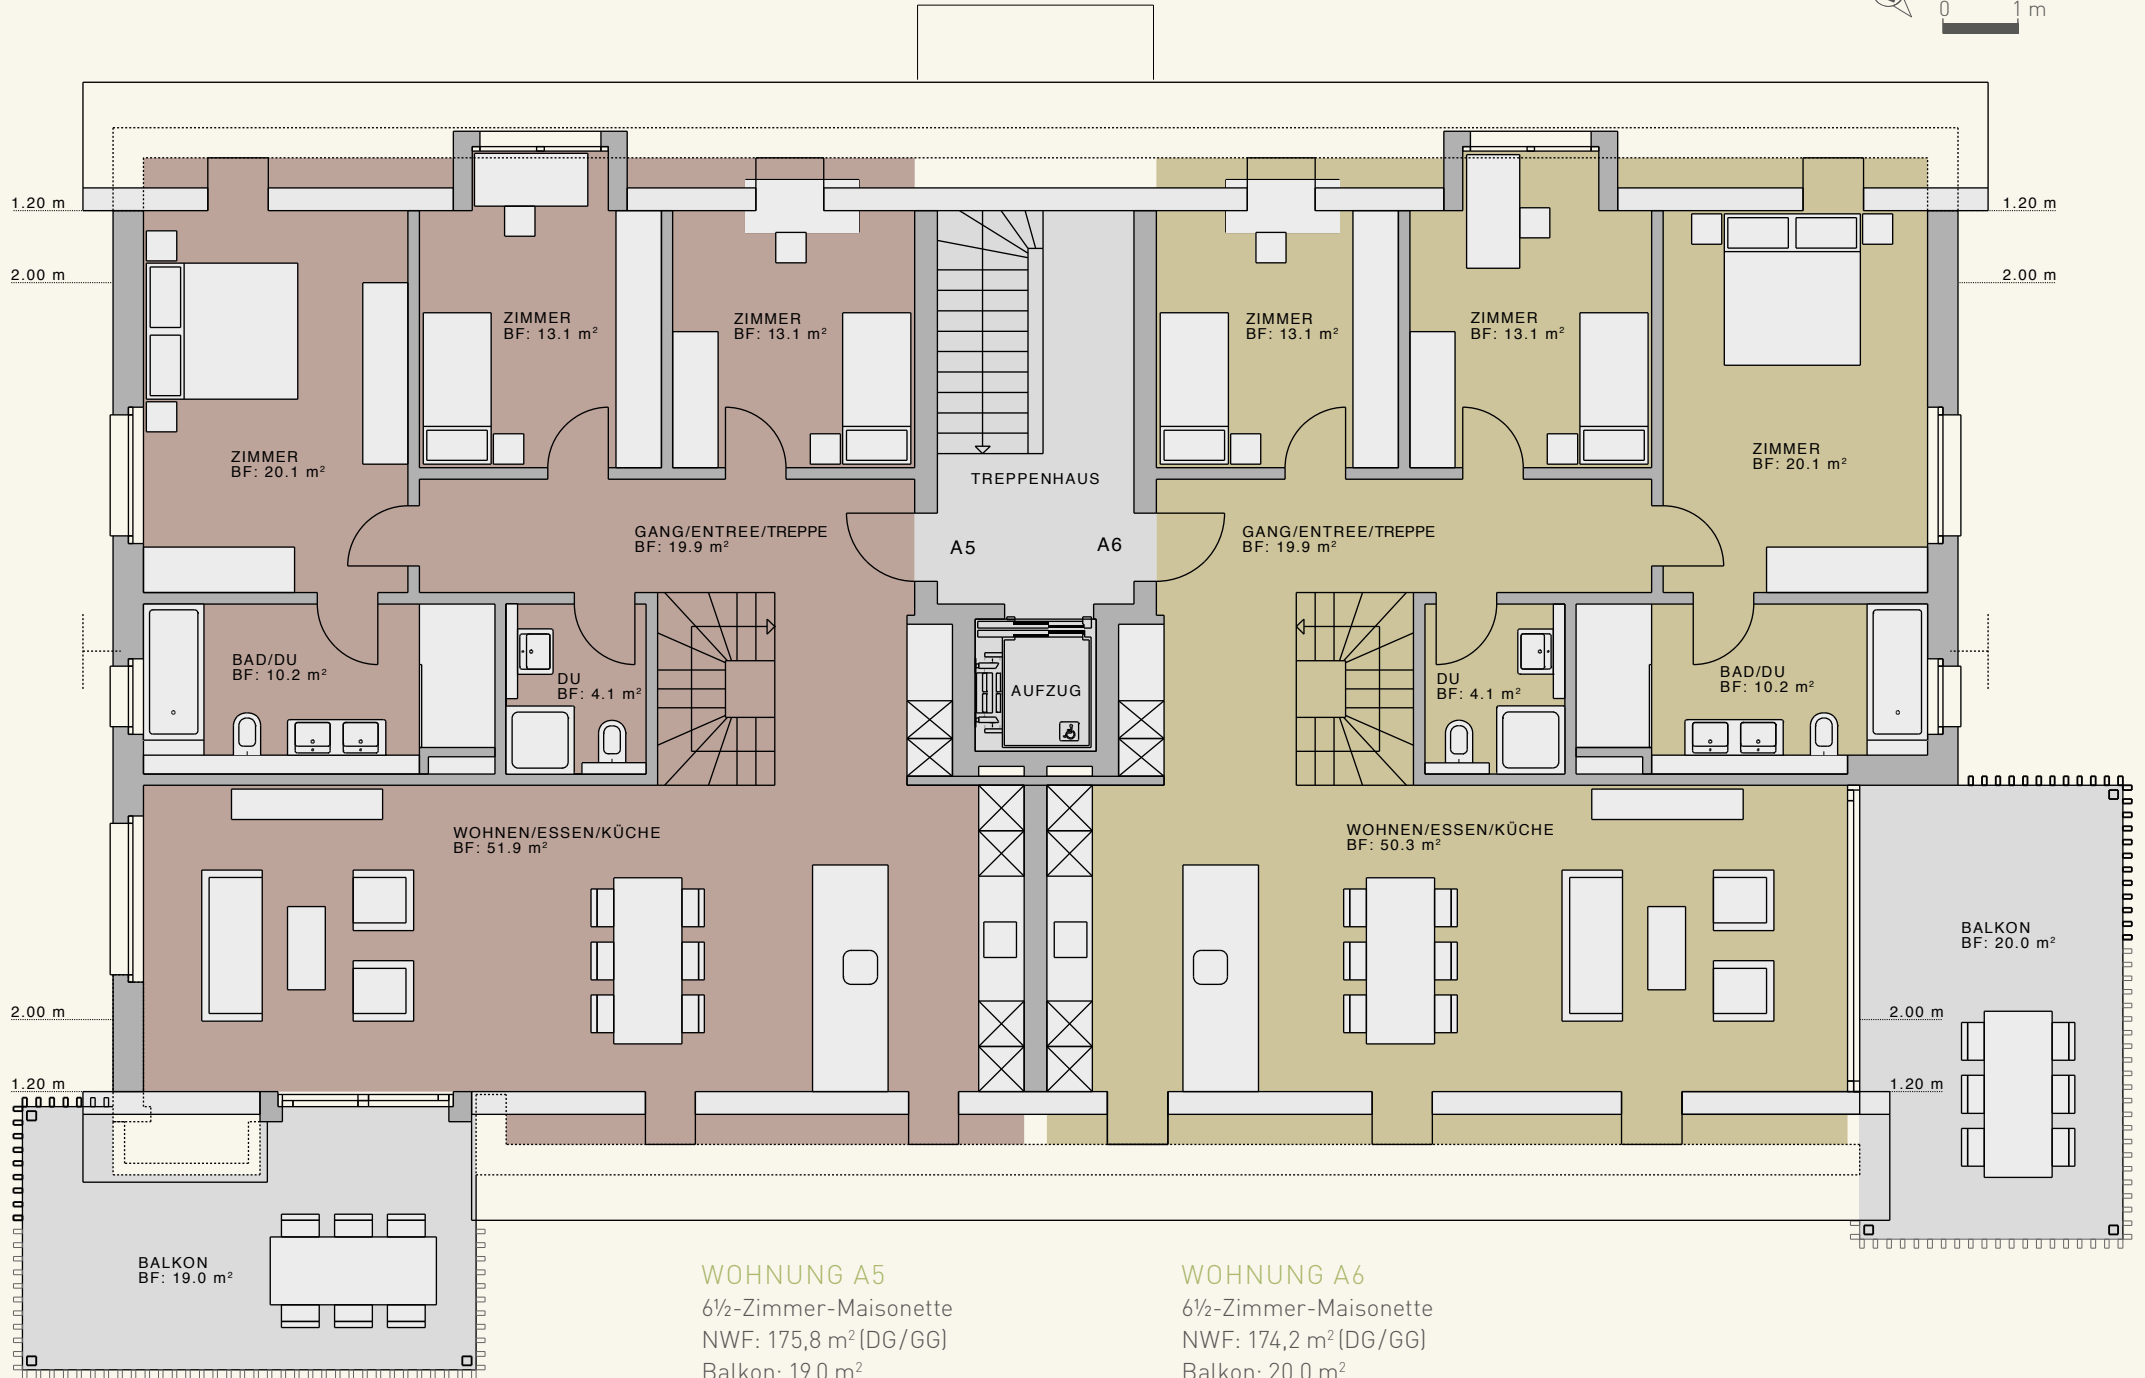 0 1 m
1.20 m
1.20 m
2.00 m
2.00 m
ZIMMER
BF: 13.1 m²
ZIMMER
BF: 13.1 m²
ZIMMER
BF: 13.1 m²
ZIMMER
BF: 13.1 m²
ZIMMER
BF: 20.1 m²
ZIMMER
BF: 20.1 m²
TREPPENHAUS
GANG/ENTREE/TREPPE
BF: 19.9 m²
A5
A6
GANG/ENTREE/TREPPE
BF: 19.9 m²
BAD/DU
BF: 10.2 m²
DU
BF: 4.1 m²
AUFZUG
DU
BF: 4.1 m²
BAD/DU
BF: 10.2 m²
WOHNEN/ESSEN/KÜCHE
BF: 51.9 m²
WOHNEN/ESSEN/KÜCHE
BF: 50.3 m²
BALKON
BF: 20.0 m²
2.00 m
2.00 m
1.20 m
1.20 m
BALKON
BF: 19.0 m²
WOHNUNG A5
6½-Zimmer-Maisonette
NWF: 175,8 m² (DG/GG)
Balkon: 19,0 m²
WOHNUNG A6
6½-Zimmer-Maisonette
NWF: 174,2 m² (DG/GG)
Balkon: 20,0 m²